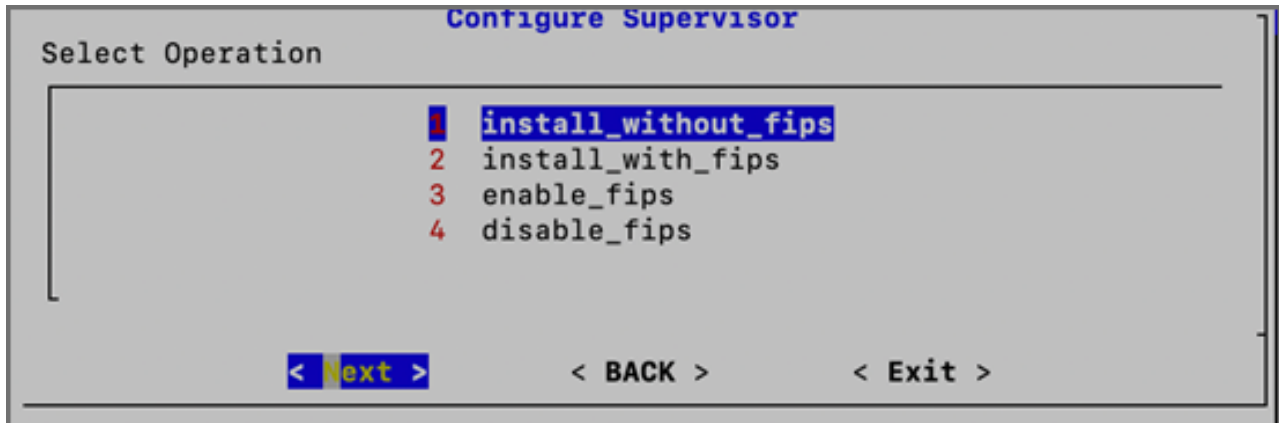 Configure Supervisor
Select Operation
1 install_without_fips
2 install_with_fips
3 enable_fips
4 disable_fips
< Next > < BACK > < Exit >